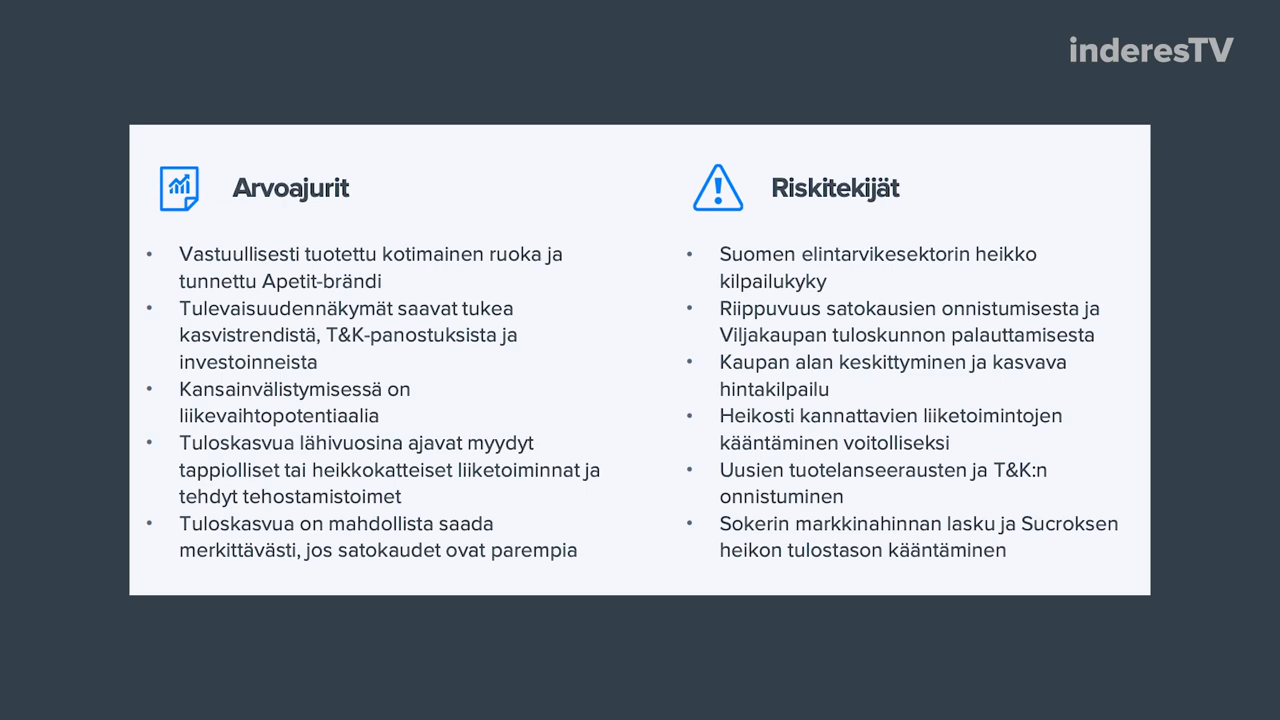 inderesTV
Arvoajurit
• Vastuullisesti tuotettu kotimainen ruoka ja
tunnettu Apetit-brändi
• Tulevaisuudennäkymät saavat tukea
kasvistrendistä, T&K-panostuksista ja
investoinneista
• Kansainvälistymisessä on
liikevaihtopotentiaalia
• Tuloskasvua lähivuosina ajavat myydyt
tappiolliset tai heikkokatteiset liiketoiminnat ja
tehdyt tehostamistoimet
• Tuloskasvua on mahdollista saada
merkittävästi, jos satokaudet ovat parempia
Riskitekijät
• Suomen elintarvikesektorin heikko
kilpailukyky
• Riippuvuus satokausien onnistumisesta ja
Viljakaupan tuloskunnon palauttamisesta
• Kaupan alan keskittyminen ja kasvava
hintakilpailu
• Heikosti kannattavien liiketoimintojen
kääntäminen voitolliseksi
• Uusien tuotelanseerausten ja T&K:n
onnistuminen
• Sokerin markkinahinnan lasku ja Sucroksen
heikon tulostason kääntäminen